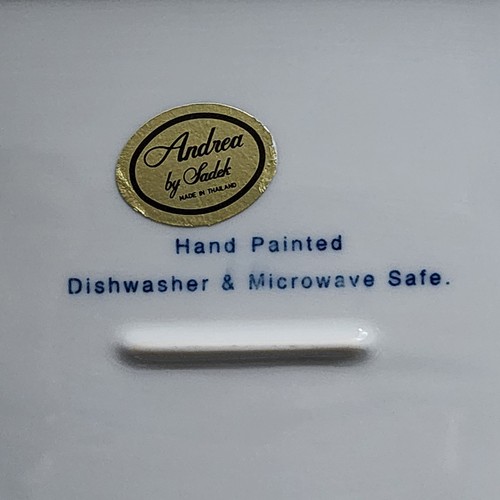 Andrea
by Sadek
MADE IN THAILAND
Hand Painted
Dishwasher & Microwave Safe.